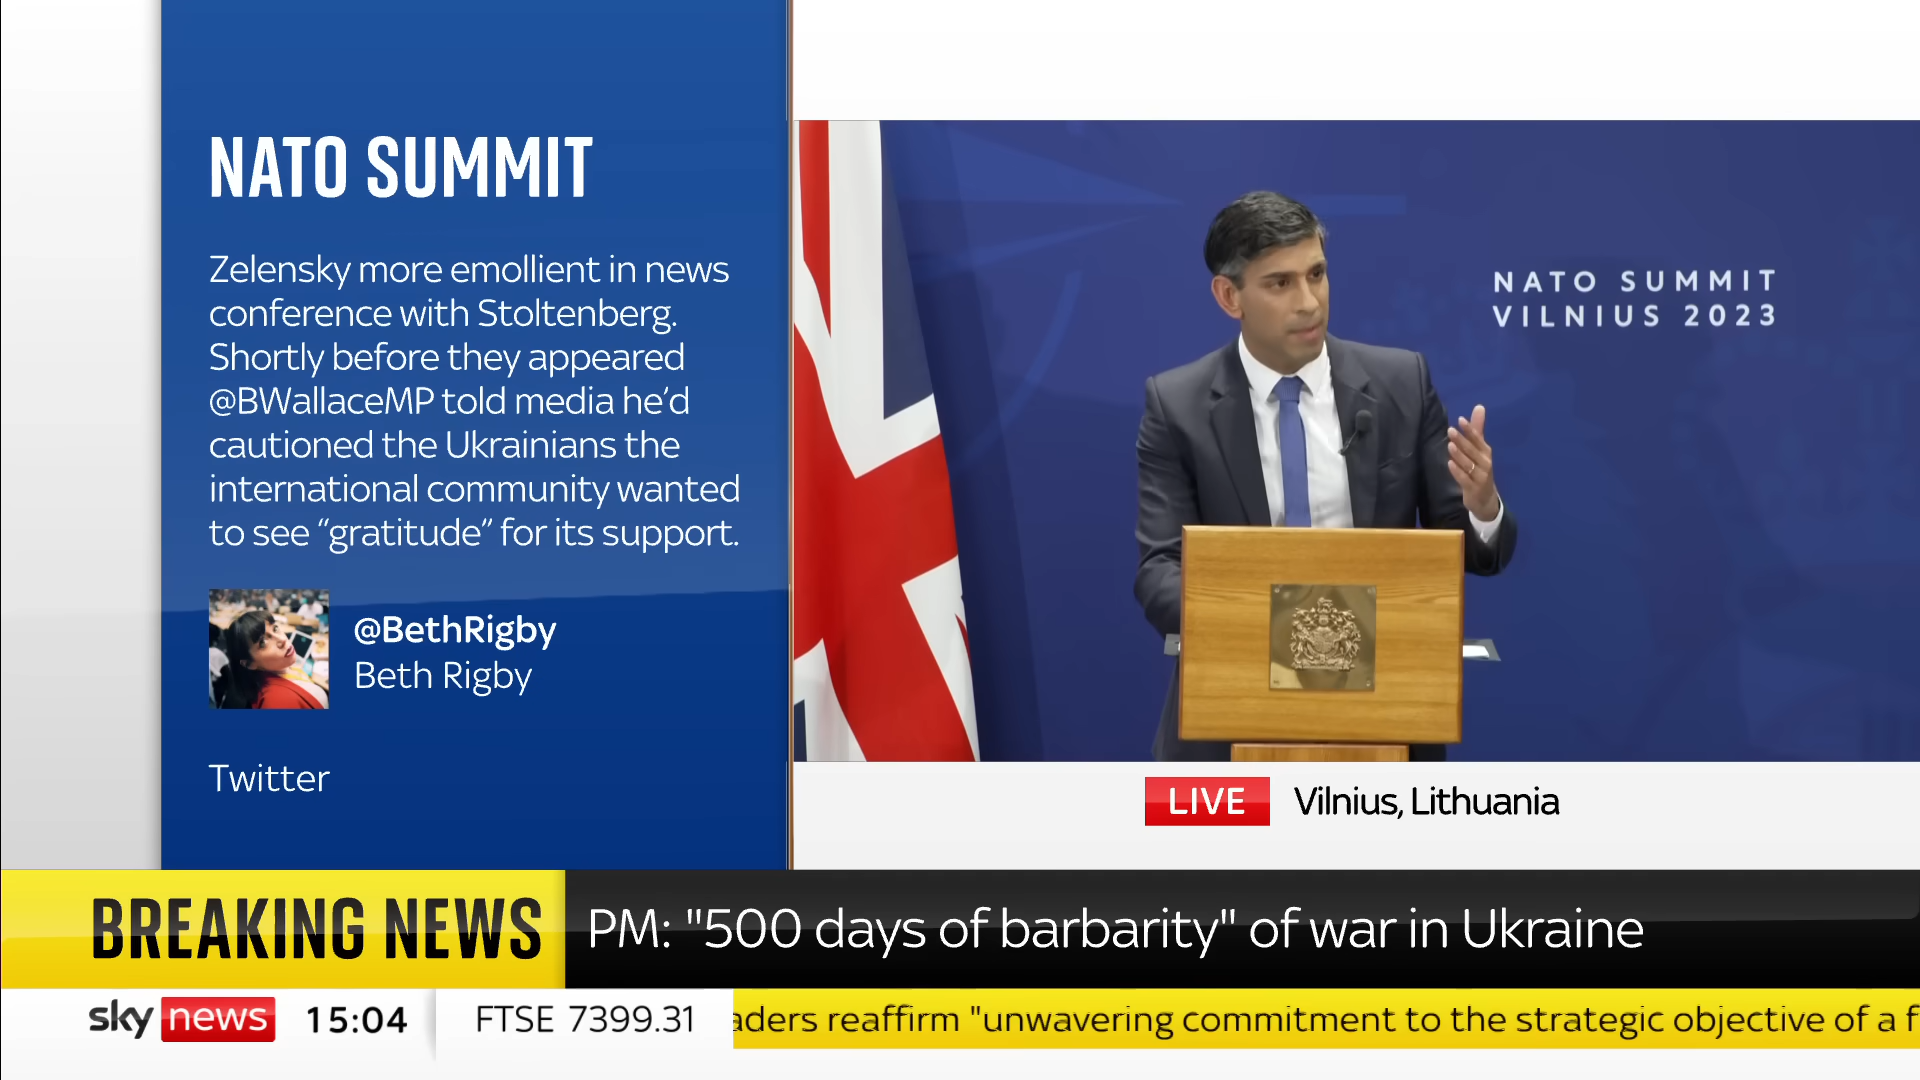 NATO SUMMIT
Zelensky more emollient in news
conference with Stoltenberg.
Shortly before they appeared
@BWallaceMP told media he’d
cautioned the Ukrainians the
international community wanted
to see “gratitude” for its support.
@BethRigby
Beth Rigby
Twitter
NATO SUMMIT
VILNIUS 2023
LIVE Vilnius, Lithuania
BREAKING NEWS PM: "500 days of barbarity" of war in Ukraine
sky news 15:04 FTSE 7399.31 aders reaffirm "unwavering commitment to the strategic objective of a f